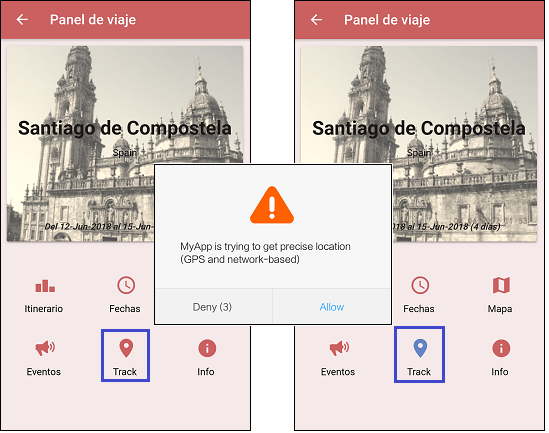 Panel de viaje
Santiago de Compostela
Spain
Del 12-Jun-2018 al 15-Jun-
Itinerario
Fechas
Eventos
Track
Info
MyApp is trying to get precise location
(GPS and network-based)
Deny (3)
Allow
Panel de viaje
Santiago de Compostela
Spain
al 15-Jun-2018 (4 días)
Fechas
Mapa
Eventos
Track
Info